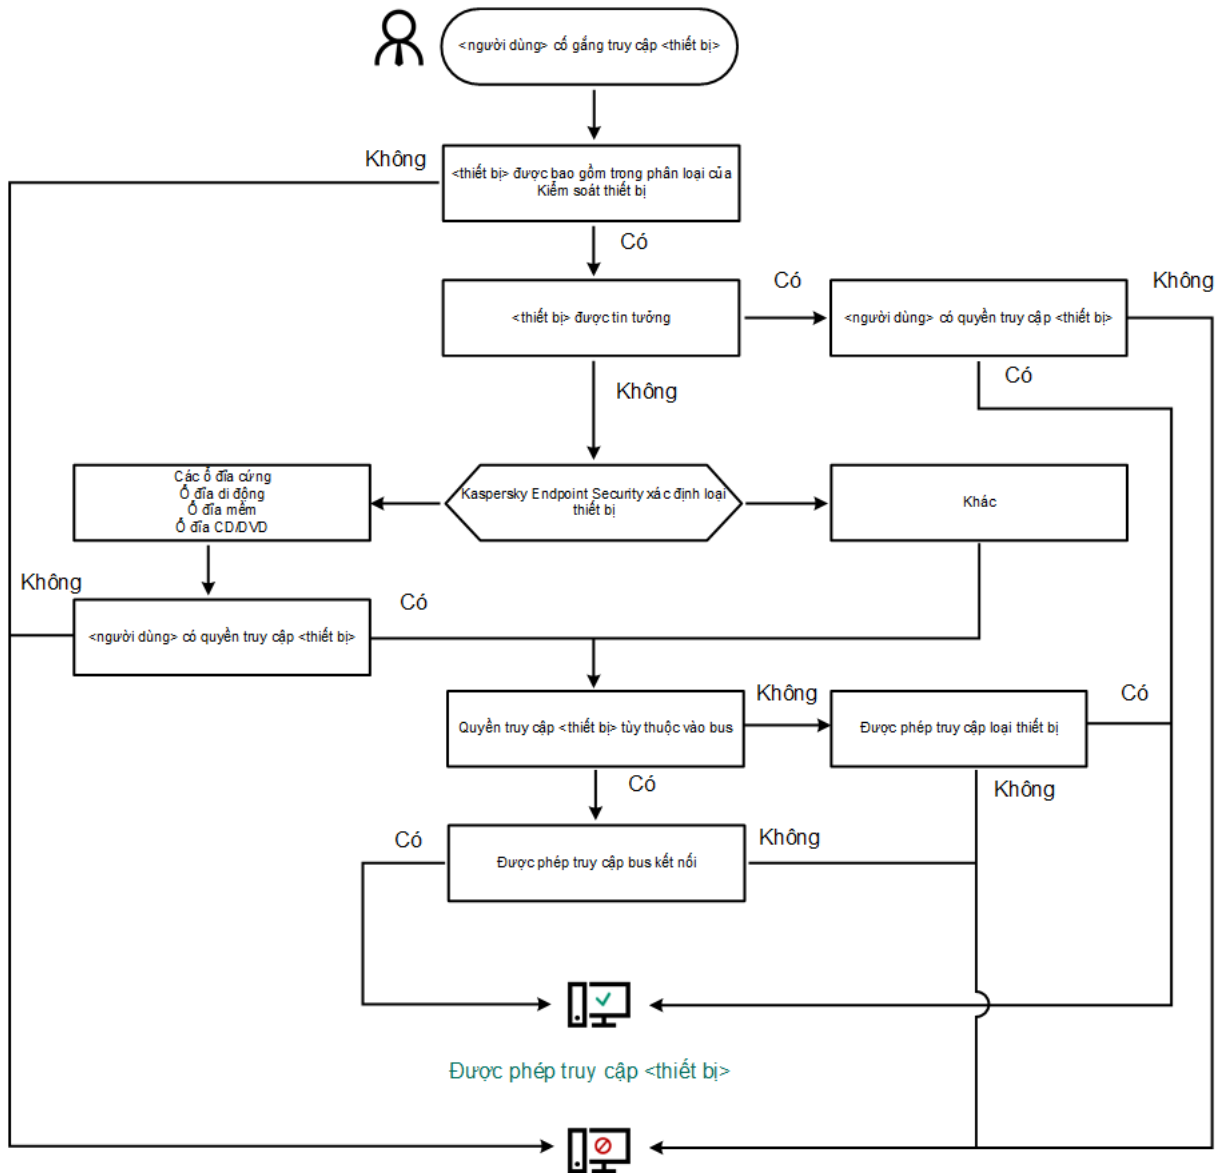 <người dùng> cố gắng truy cập <thiết bị>
Không
<thiết bị> được bao gồm trong phân loại của
Kiểm soát thiết bị
Có
<thiết bị> được tin tưởng
Có
<người dùng> có quyền truy cập <thiết bị>
Không
Không
Có
Các ổ đĩa cứng
Ổ đĩa di động
Ổ đĩa mềm
Ổ đĩa CD/DVD
Kaspersky Endpoint Security xác định loại
thiết bị
Khác
Không
<người dùng> có quyền truy cập <thiết bị>
Có
Quyền truy cập <thiết bị> tùy thuộc vào bus
Không
Được phép truy cập loại thiết bị
Có
Có
Không
Có
Được phép truy cập bus kết nối
Không
Được phép truy cập <thiết bị>